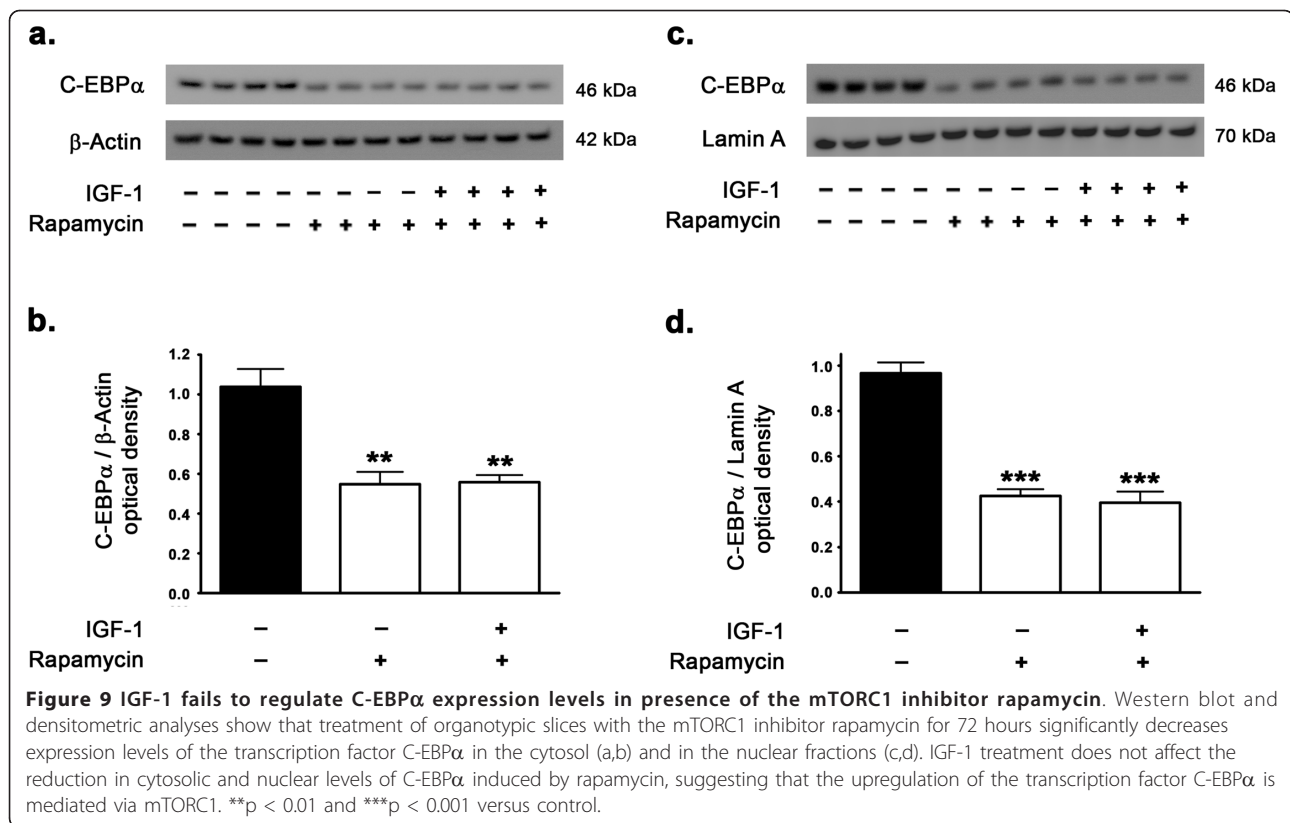 a.
C-EBPα
46 kDa
β-Actin
42 kDa
IGF-1 – – – – – – – – + + + +
Rapamycin – – – – + + + + + + + +
c.
C-EBPα
46 kDa
Lamin A
70 kDa
IGF-1 – – – – – – – – + + + +
Rapamycin – – – – + + + + + + + +
b.
C-EBPα / β-Actin
optical density
1.2
1.0
0.8
0.6
0.4
0.2
0.0
**
**
IGF-1 – – +
Rapamycin – + +
d.
C-EBPα / Lamin A
optical density
1.0
0.8
0.6
0.4
0.2
0.0
***
***
IGF-1 – – +
Rapamycin – + +
Figure 9 IGF-1 fails to regulate C-EBPα expression levels in presence of the mTORC1 inhibitor rapamycin. Western blot and
densitometric analyses show that treatment of organotypic slices with the mTORC1 inhibitor rapamycin for 72 hours significantly decreases
expression levels of the transcription factor C-EBPα in the cytosol (a,b) and in the nuclear fractions (c,d). IGF-1 treatment does not affect the
reduction in cytosolic and nuclear levels of C-EBPα induced by rapamycin, suggesting that the upregulation of the transcription factor C-EBPα is
mediated via mTORC1. **p < 0.01 and ***p < 0.001 versus control.